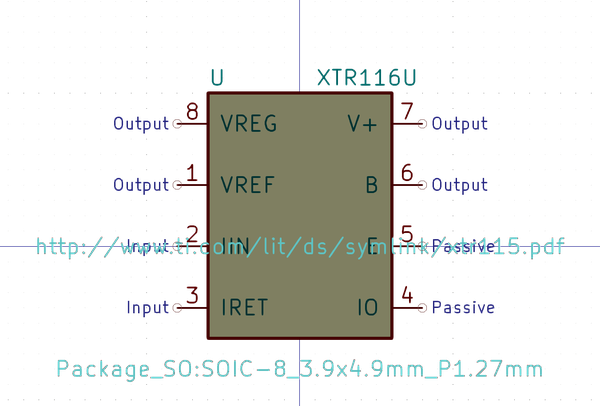 U XTR116U
8 7
Output VREG V+ Output
1 6
Output VREF B Output
2 5
Input IIN E Passive
http://www.ti.com/lit/ds/symlink/xtr115.pdf
3 4
Input IRET IO Passive
Package_SO:SOIC-8_3.9x4.9mm_P1.27mm